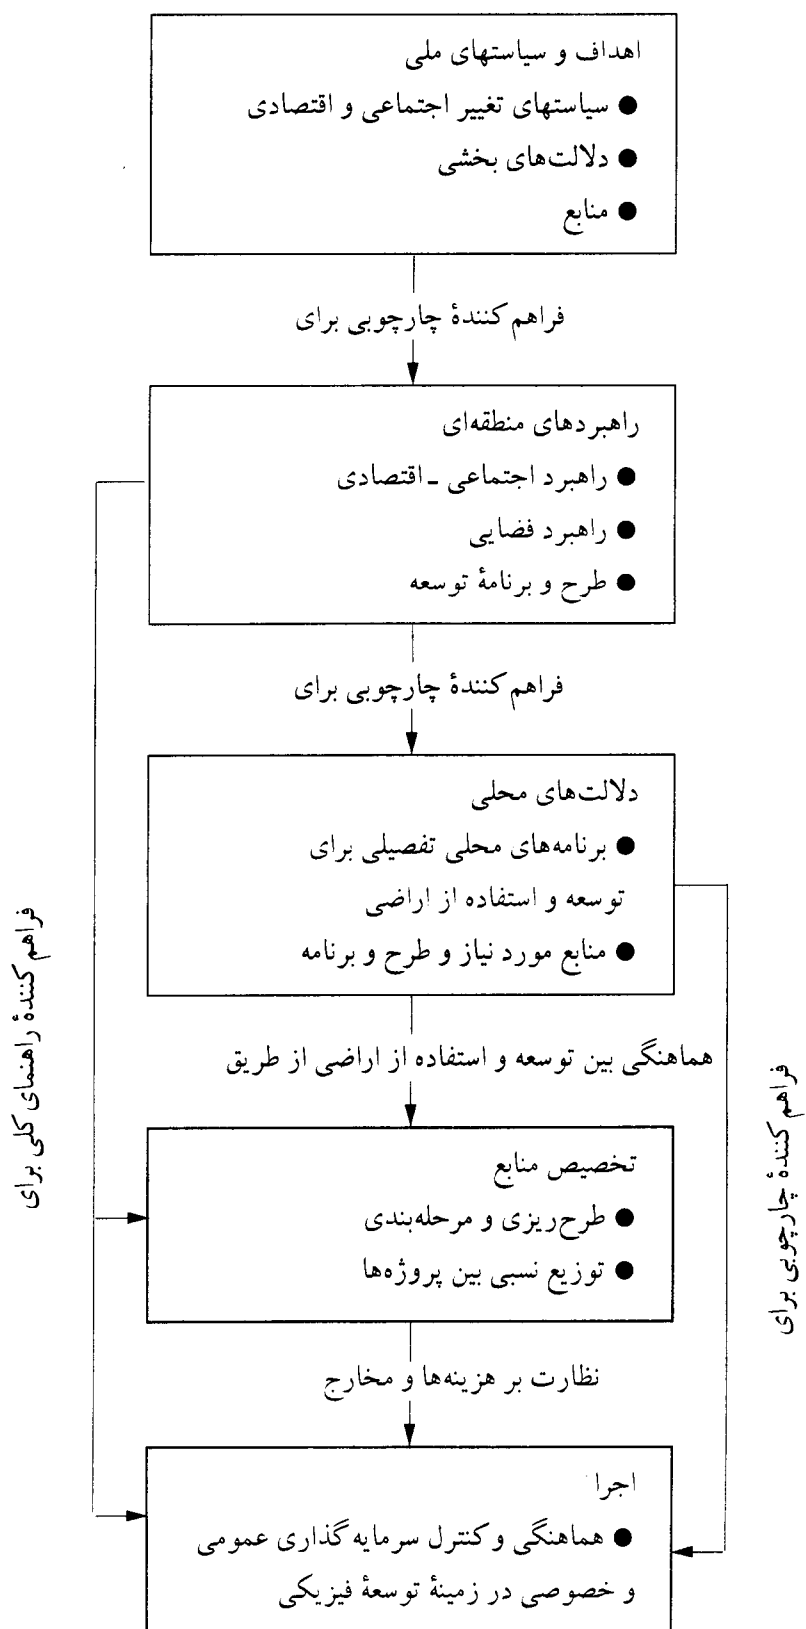 اهداف و سیاستهای ملی
● سیاستهای تغییر اجتماعی و اقتصادی
● دلالت‌های بخشی
● منابع
فراهم کنندهٔ چارچوبی برای
راهبردهای منطقه‌ای
● راهبرد اجتماعی ـ اقتصادی
● راهبرد فضایی
● طرح و برنامهٔ توسعه
فراهم کنندهٔ چارچوبی برای
دلالت‌های محلی
● برنامه‌های محلی تفصیلی برای
توسعه و استفاده از اراضی
● منابع مورد نیاز و طرح و برنامه
هماهنگی بین توسعه و استفاده از اراضی از طریق
تخصیص منابع
● طرح‌ریزی و مرحله‌بندی
● توزیع نسبی بین پروژه‌ها
نظارت بر هزینه‌ها و مخارج
اجرا
● هماهنگی و کنترل سرمایه گذاری عمومی
و خصوصی در زمینهٔ توسعهٔ فیزیکی
فراهم کنندهٔ چارچوبی برای
فراهم کنندهٔ راهنمای کلی برای